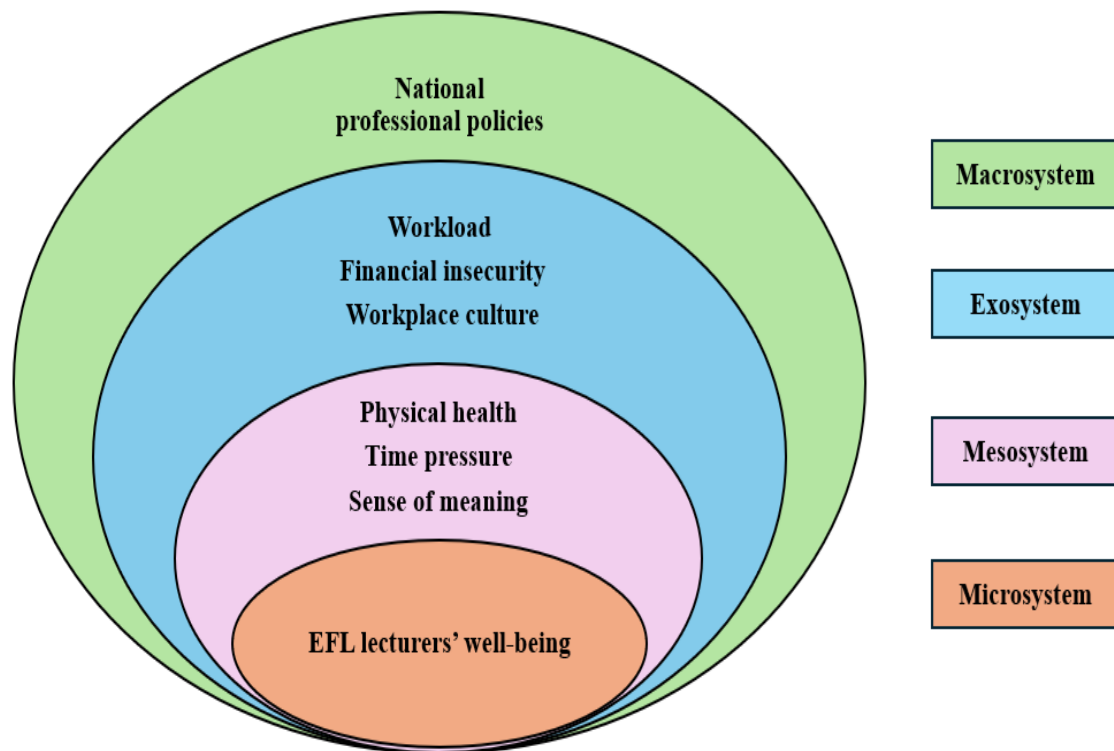 National
professional policies
Workload
Financial insecurity
Workplace culture
Physical health
Time pressure
Sense of meaning
EFL lecturers’ well-being
Macrosystem
Exosystem
Mesosystem
Microsystem